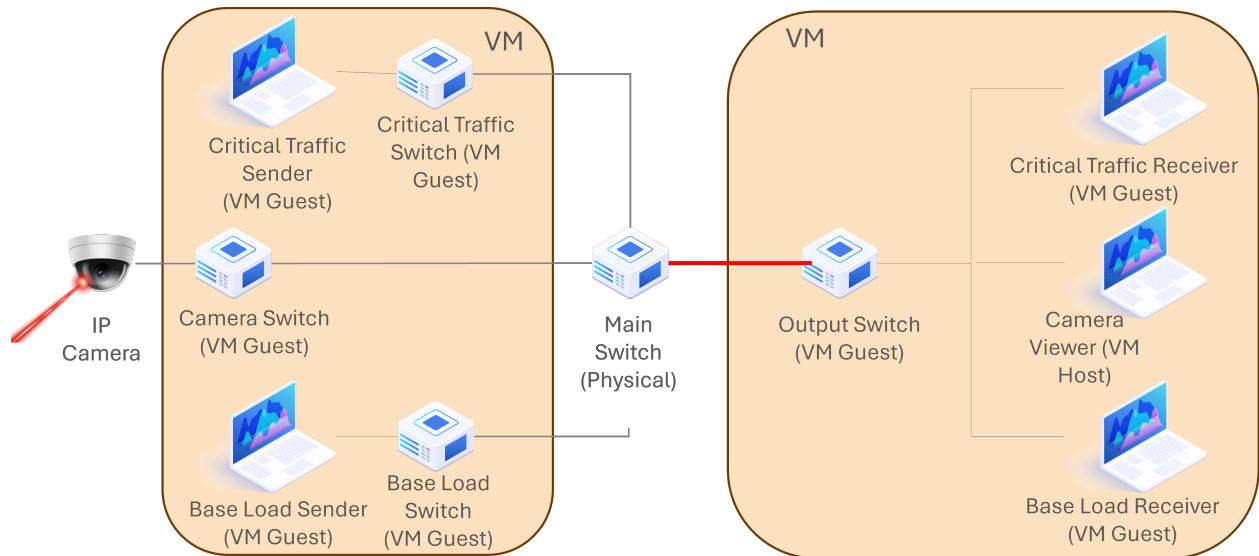 VM
Critical Traffic
Sender
(VM Guest)
Critical Traffic
Switch (VM
Guest)
IP
Camera
Camera Switch
(VM Guest)
Base Load Sender
(VM Guest)
Base Load
Switch
(VM Guest)
Main
Switch
(Physical)
VM
Output Switch
(VM Guest)
Critical Traffic Receiver
(VM Guest)
Camera
Viewer (VM
Host)
Base Load Receiver
(VM Guest)